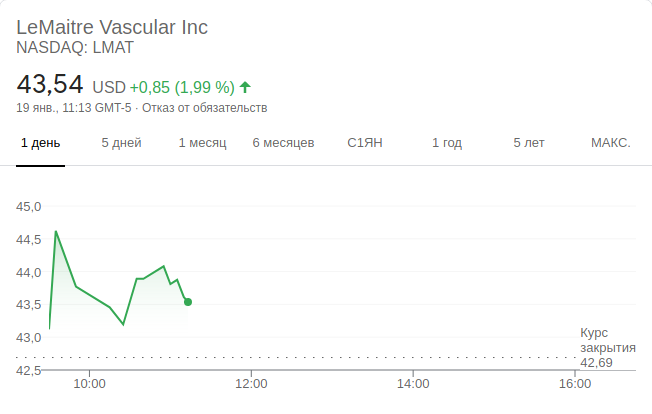 LeMaitre Vascular Inc
NASDAQ: LMAT
43,54 USD +0,85 (1,99 %)
19 янв., 11:13 GMT-5 · Отказ от обязательств
1 день 5 дней 1 месяц 6 месяцев С1ЯН 1 год 5 лет МАКС.
45,0
44,5
44,0
43,5
43,0
Курс
закрытия
42,69
42,5
10:00 12:00 14:00 16:00